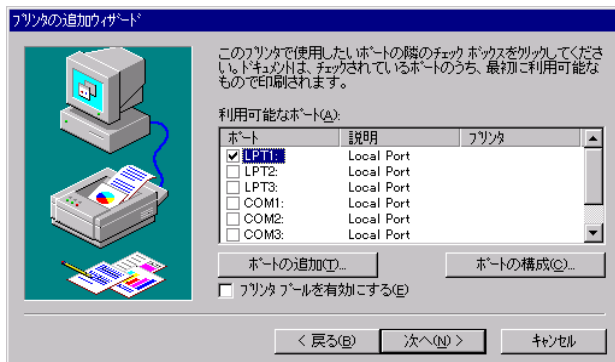 プリンタの追加ウィザード
このプリンタで使用したいポートの隣のチェック ボックスをクリックしてくださ
い。ドキュメントは、チェックされているポートのうち、最初に利用可能な
もので印刷されます。
利用可能なポート(A):
ポート 説明 プリンタ
LPT1: Local Port
LPT2: Local Port
LPT3: Local Port
COM1: Local Port
COM2: Local Port
COM3: Local Port
ポートの追加(T)... ポートの構成(C)...
プリンタ プールを有効にする(E)
< 戻る(B) 次へ(N) > キャンセル